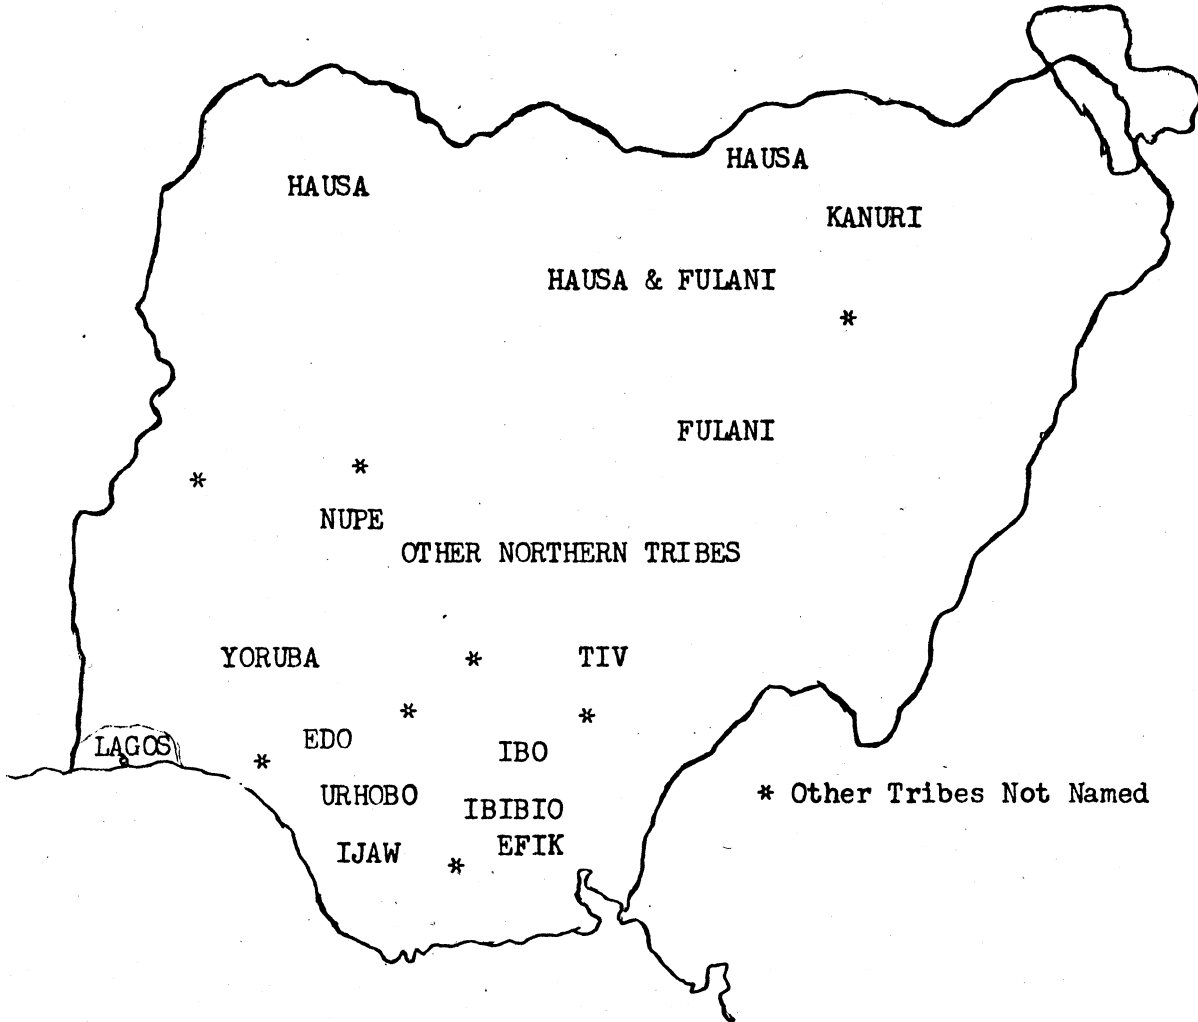 HAUSA
HAUSA
KANURI
HAUSA & FULANI
*
FULANI
*
*
NUPE
OTHER NORTHERN TRIBES
YORUBA
*
TIV
*
*
LAGOS
*
EDO
IBO
URHOBO
* Other Tribes Not Named
IBIBIO
IJAW
*
EFIK